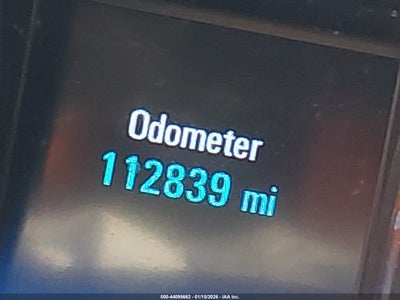 Odometer
112839 mi
000-44099662 - 01/15/2026 - IAA Inc.